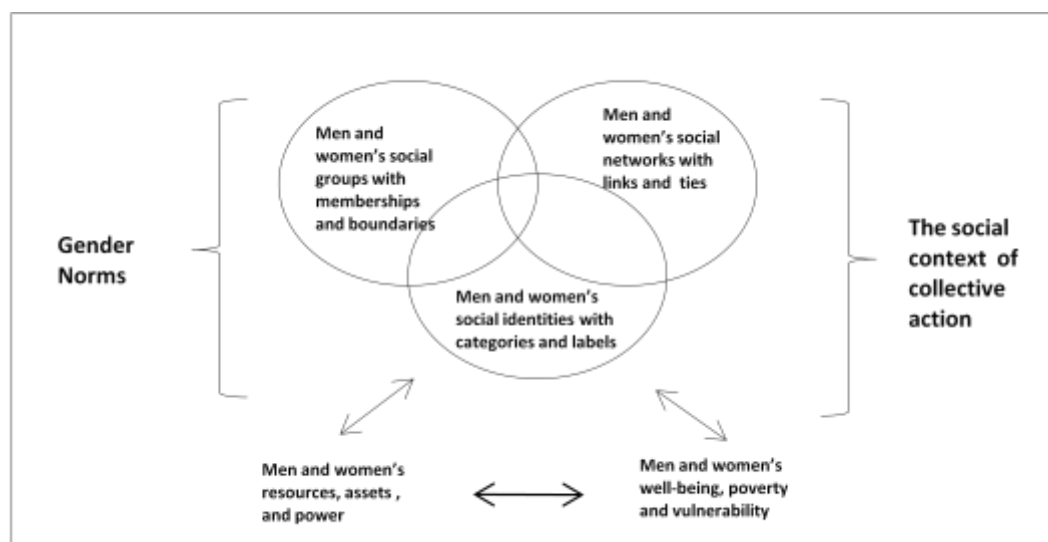 Men and
women's social
groups with
memberships
and boundaries
Men and
women's social
networks with
links and ties
Gender
Norms
The social
context of
collective
action
Men and women's
social identities with
categories and labels
Men and women's
resources, assets ,
and power
Men and women's
well-being, poverty
and vulnerability